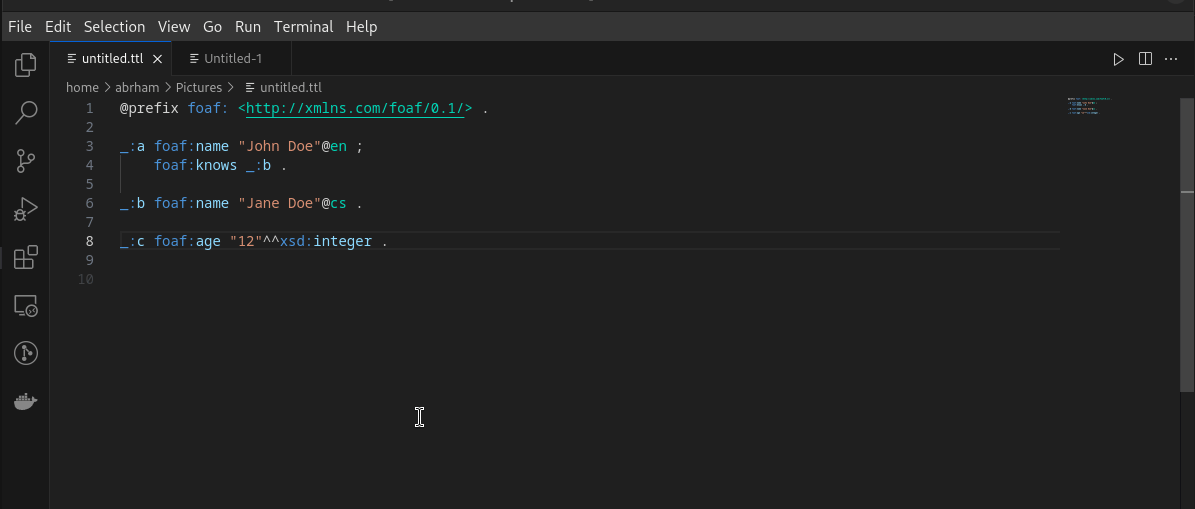 File Edit Selection View Go Run Terminal Help
untitled.ttl Untitled-1
home abrham Pictures untitled.ttl
1 @prefix foaf: <http://xmlns.com/foaf/0.1/> .
2
3 _:a foaf:name "John Doe"@en ;
4 foaf:knows _:b .
5
6 _:b foaf:name "Jane Doe"@cs .
7
8 _:c foaf:age "12"^^xsd:integer .
9
10